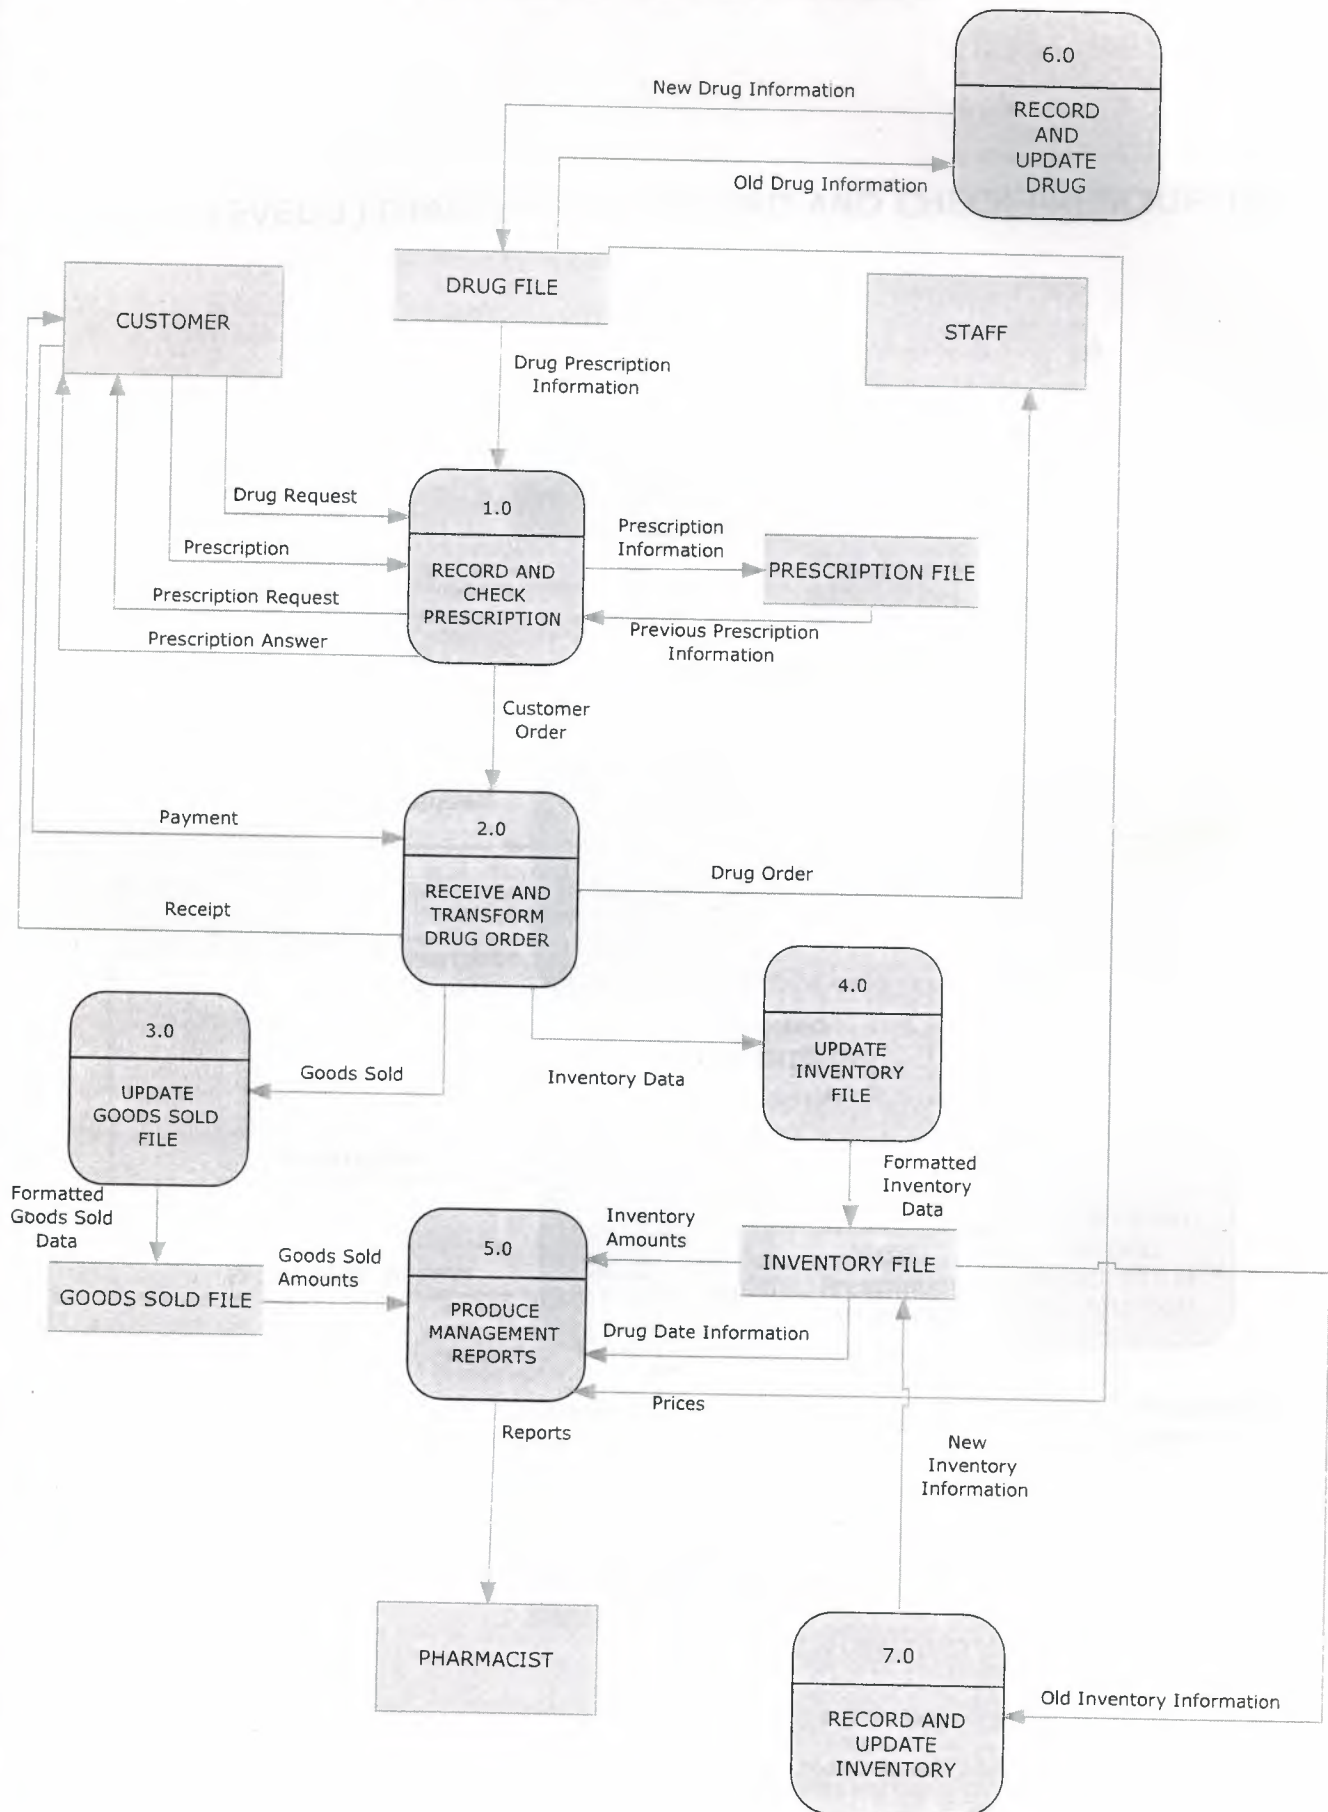 6.0
New Drug Information
RECORD
AND
UPDATE
DRUG
Old Drug Information
DRUG FILE
CUSTOMER
STAFF
Drug Prescription
Information
Drug Request
1.0
Prescription
Information
Prescription
RECORD AND
CHECK
PRESCRIPTION
PRESCRIPTION FILE
Prescription Request
Prescription Answer
Previous Prescription
Information
Customer
Order
Payment
2.0
Drug Order
RECEIVE AND
TRANSFORM
DRUG ORDER
Receipt
4.0
3.0
UPDATE
INVENTORY
FILE
Goods Sold
Inventory Data
UPDATE
GOODS SOLD
FILE
Formatted
Inventory
Data
Formatted
Goods Sold
Data
Inventory
Amounts
5.0
Goods Sold
Amounts
INVENTORY FILE
GOODS SOLD FILE
PRODUCE
MANAGEMENT
REPORTS
Drug Date Information
Prices
Reports
New
Inventory
Information
PHARMACIST
7.0
Old Inventory Information
RECORD AND
UPDATE
INVENTORY